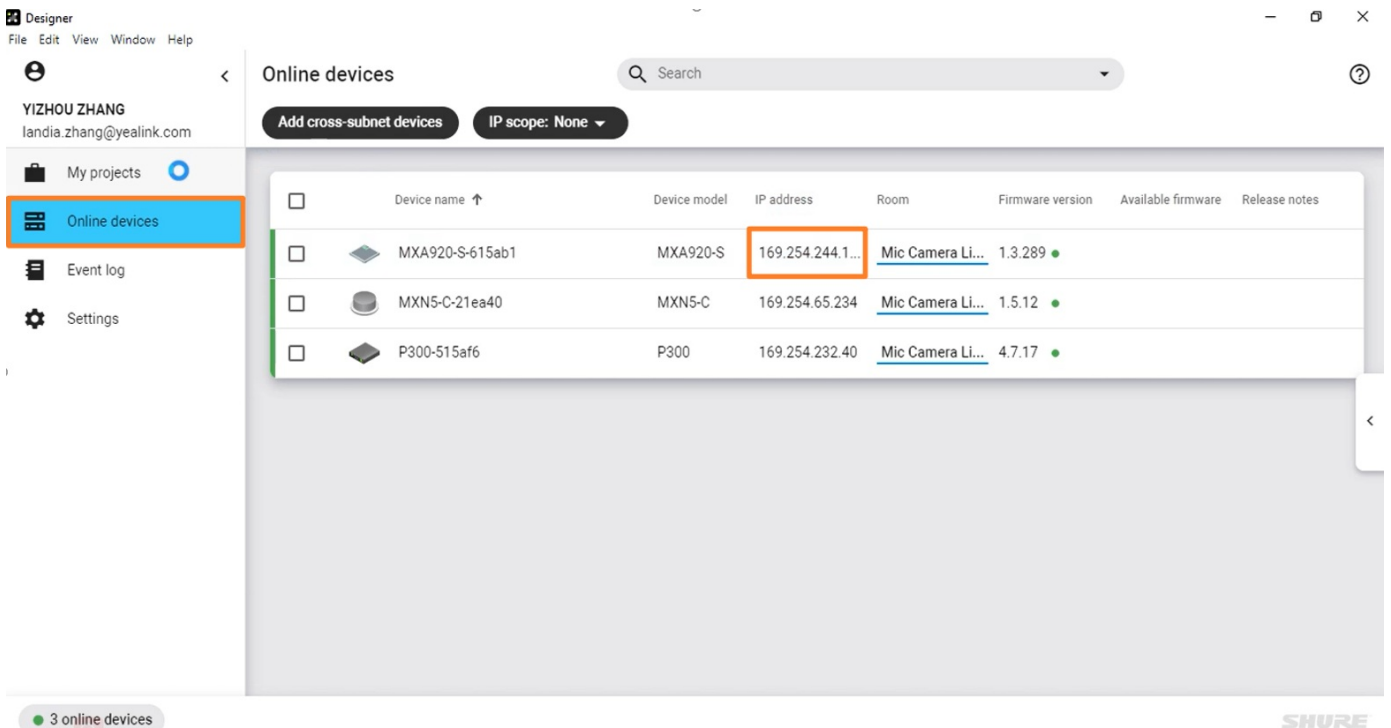 Designer
File Edit View Window Help
YIZHOU ZHANG
landia.zhang@yealink.com
My projects
Online devices
Event log
Settings
Online devices
Search
Add cross-subnet devices
IP scope: None
Device name Device model IP address Room Firmware version Available firmware Release notes
MXA920-S-615ab1 MXA920-S 169.254.244.1... Mic Camera Li... 1.3.289
MXN5-C-21ea40 MXN5-C 169.254.65.234 Mic Camera Li... 1.5.12
P300-515af6 P300 169.254.232.40 Mic Camera Li... 4.7.17
3 online devices
SHURE